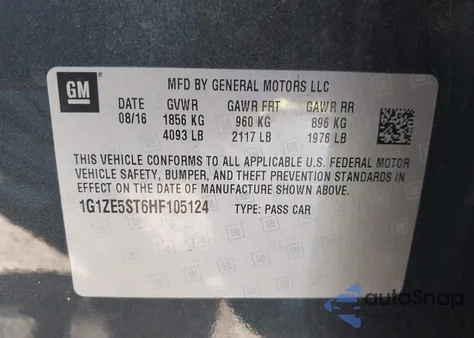 GM
MFD BY GENERAL MOTORS LLC
DATE GVWR GAWR FRT GAWR RR
08/16 1856 KG 960 KG 896 KG
4093 LB 2117 LB 1976 LB
THIS VEHICLE CONFORMS TO ALL APPLICABLE U.S. FEDERAL MOTOR
VEHICLE SAFETY, BUMPER, AND THEFT PREVENTION STANDARDS IN
EFFECT ON THE DATE OF MANUFACTURE SHOWN ABOVE.
1G1ZE5ST6HF105124 TYPE: PASS CAR
autoSnap